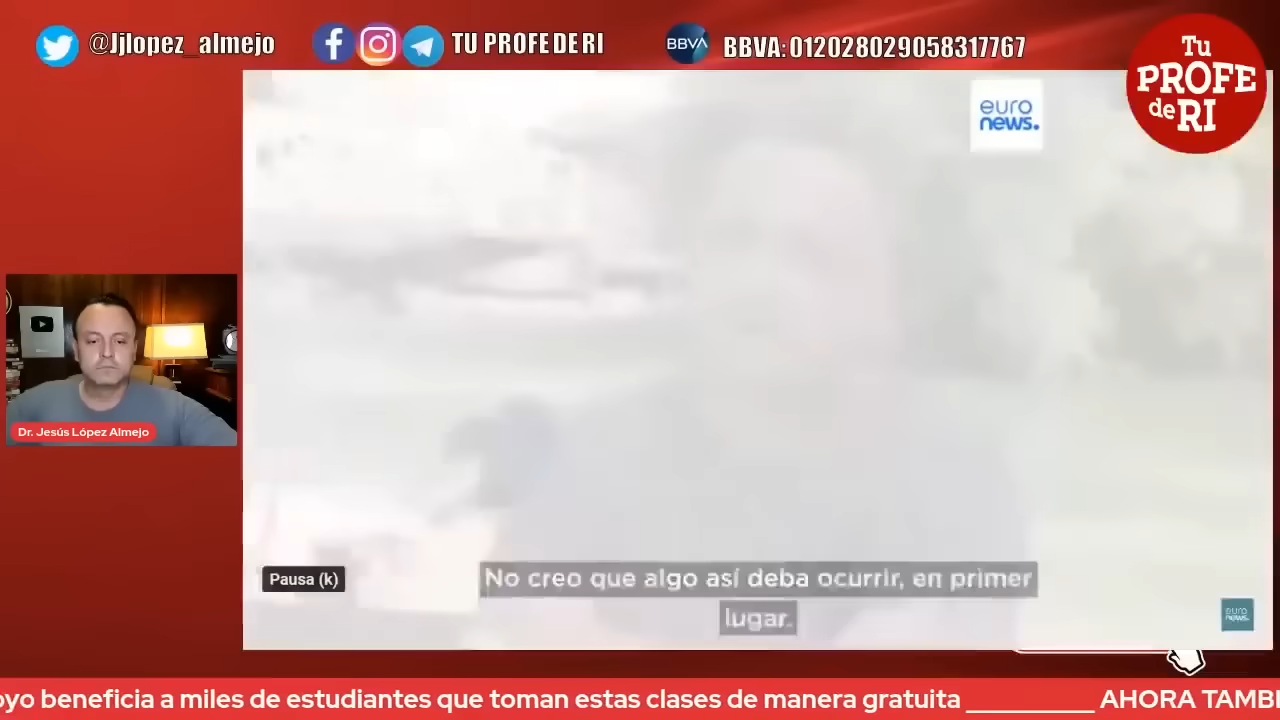 @Jjlopez_almejo
TU PROFE DE RI
BBVA
BBVA: 012028029058317767
Tu
PROFE
de RI
euro
news.
Dr. Jesús López Almejo
Pausa (k)
No creo que algo así deba ocurrir, en primer
lugar.
euro
news.
oyo beneficia a miles de estudiantes que toman estas clases de manera gratuita __________ AHORA TAMBI